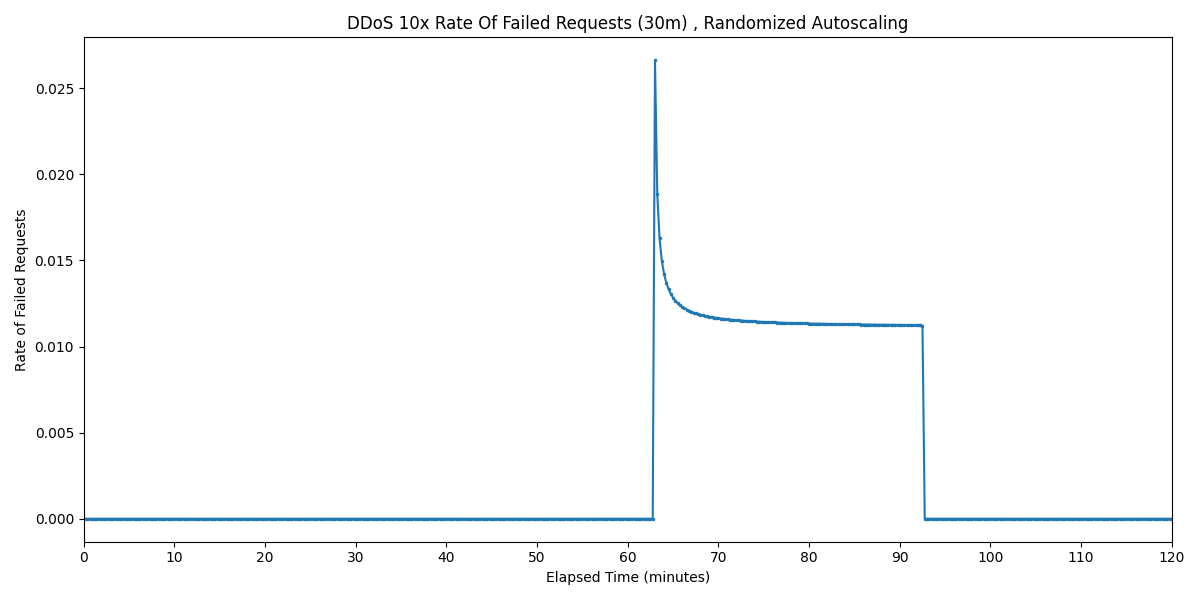 DDoS 10x Rate Of Failed Requests (30m) , Randomized Autoscaling
Rate of Failed Requests
0.025
0.020
0.015
0.010
0.005
0.000
0 10 20 30 40 50 60 70 80 90 100 110 120
Elapsed Time (minutes)